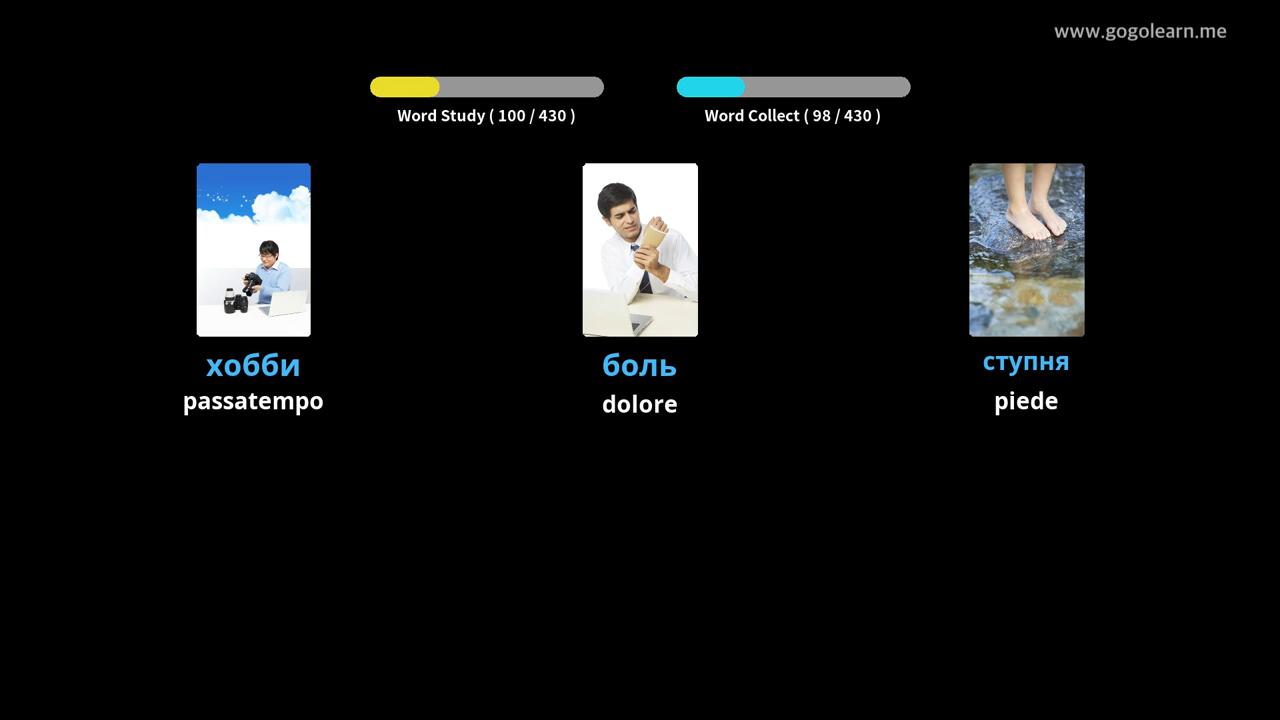 www.gogolearn.me
Word Study ( 100 / 430 )
Word Collect ( 98 / 430 )
хобби
passatempo
боль
dolore
ступня
piede